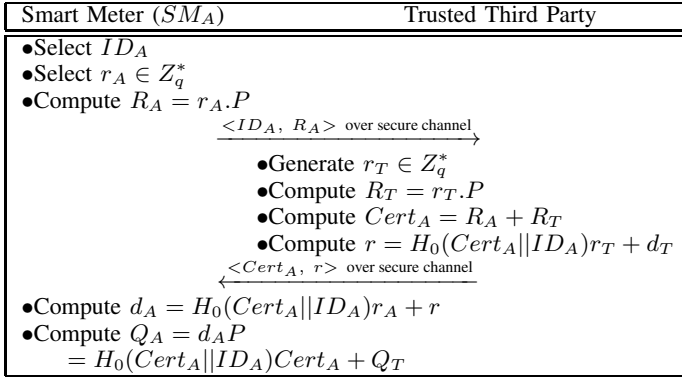 Smart Meter (SM_A) Trusted Third Party
•Select ID_A
•Select r_A ∈ Z_q^*
•Compute R_A = r_A.P
<ID_A, R_A> over secure channel
•Generate r_T ∈ Z_q^*
•Compute R_T = r_T.P
•Compute Cert_A = R_A + R_T
•Compute r = H_0(Cert_A||ID_A)r_T + d_T
<Cert_A, r> over secure channel
•Compute d_A = H_0(Cert_A||ID_A)r_A + r
•Compute Q_A = d_AP
= H_0(Cert_A||ID_A)Cert_A + Q_T